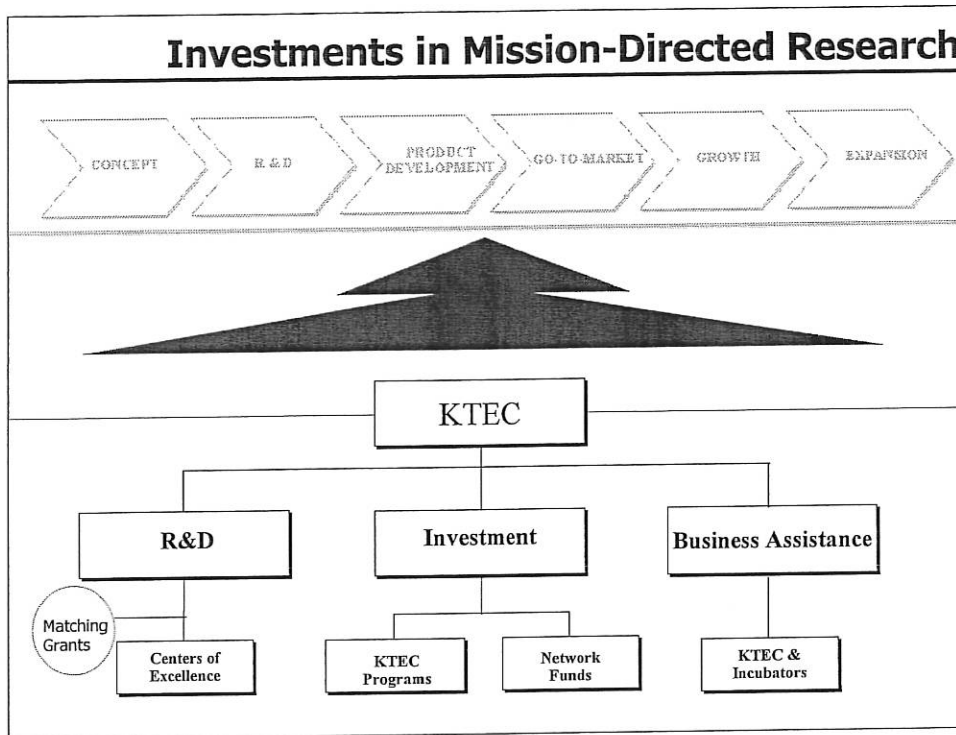 Investments in Mission-Directed Research
CONCEPT
R & D
PRODUCT
DEVELOPMENT
GO-TO-MARKET
GROWTH
EXPANSION
KTEC
R&D
Investment
Business Assistance
Matching
Grants
Centers of
Excellence
KTEC
Programs
Network
Funds
KTEC &
Incubators